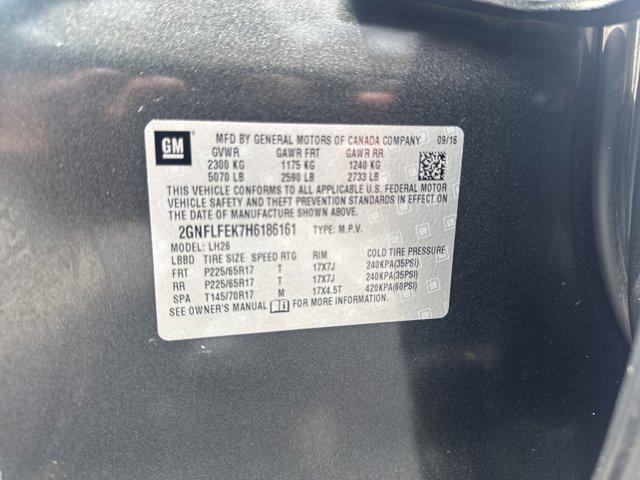 GM
MFD BY GENERAL MOTORS OF CANADA COMPANY 09/16
GVWR GAWR FRT GAWR RR
2300 KG 1175 KG 1240 KG
5070 LB 2590 LB 2733 LB
THIS VEHICLE CONFORMS TO ALL APPLICABLE U.S. FEDERAL MOTOR
VEHICLE SAFETY AND THEFT PREVENTION STANDARDS IN EFFECT ON
THE DATE OF MANUFACTURE SHOWN ABOVE.
2GNFLFEK7H6186161 TYPE: M.P.V.
MODEL: LH26
LBBD TIRE SIZE SPEED RTG RIM COLD TIRE PRESSURE
FRT P225/65R17 T 17X7J 240KPA(35PSI)
RR P225/65R17 T 17X7J 240KPA(35PSI)
SPA T145/70R17 M 17X4.5T 420KPA(60PSI)
SEE OWNER'S MANUAL FOR MORE INFORMATION.